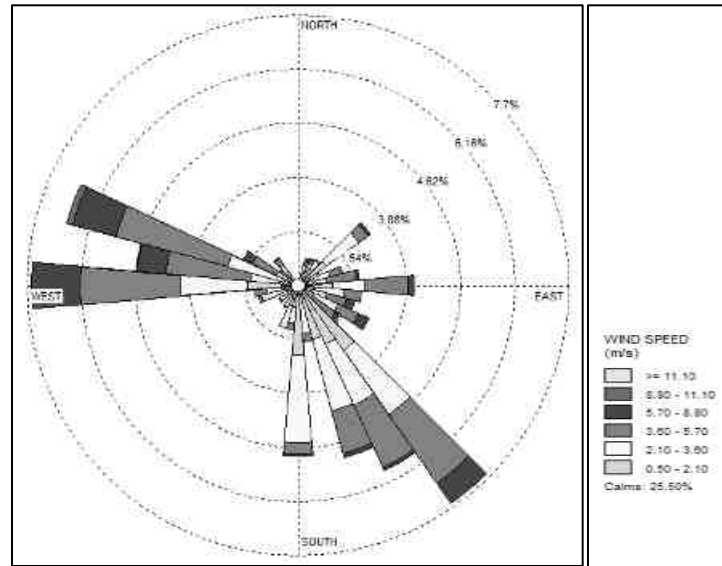 NORTH
7.7%
6.16%
4.62%
3.08%
54%
WEST
EAST
SOUTH
WIND SPEED
(m/s)
>= 11.10
8.80 - 11.10
5.70 - 8.80
3.60 - 5.70
2.10 - 3.60
0.50 - 2.10
Calms: 25.50%